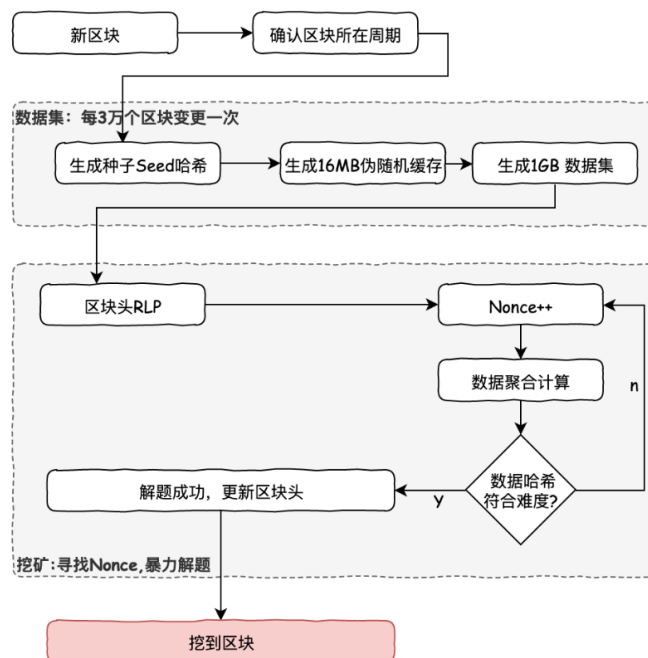 新区块
确认区块所在周期
数据集：每3万个区块变更一次
生成种子Seed哈希
生成16MB伪随机缓存
生成1GB 数据集
区块头RLP
Nonce++
数据聚合计算
n
数据哈希
符合难度?
y
解题成功，更新区块头
挖矿:寻找Nonce,暴力解题
挖到区块